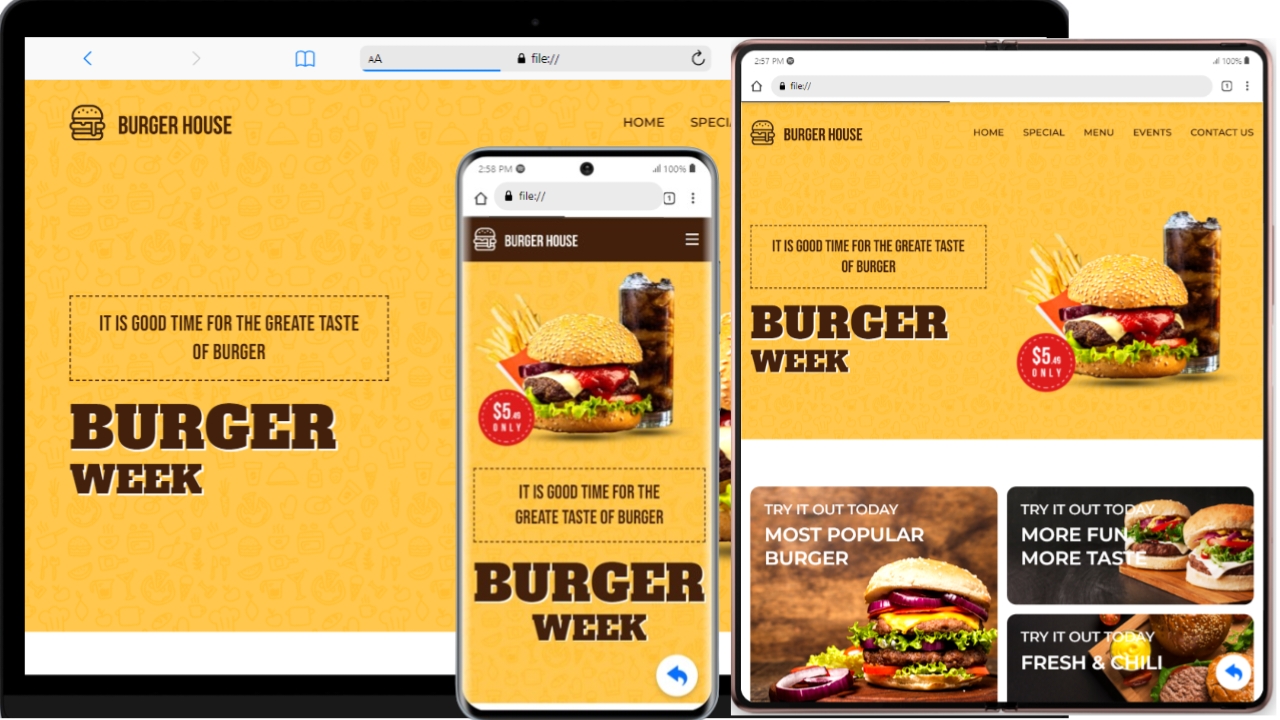 AA
file://
BURGER HOUSE
HOME
SPECI
IT IS GOOD TIME FOR THE GREATE TASTE
OF BURGER
BURGER
WEEK
2:58 PM
100%
file://
1
BURGER HOUSE
$5.49
ONLY
IT IS GOOD TIME FOR THE
GREATE TASTE OF BURGER
BURGER
WEEK
2:57 PM
100%
file://
1
BURGER HOUSE
HOME
SPECIAL
MENU
EVENTS
CONTACT US
IT IS GOOD TIME FOR THE GREATE TASTE
OF BURGER
BURGER
WEEK
$5.49
ONLY
TRY IT OUT TODAY
MOST POPULAR
BURGER
TRY IT OUT TODAY
MORE FUN
MORE TASTE
TRY IT OUT TODAY
FRESH & CHILI